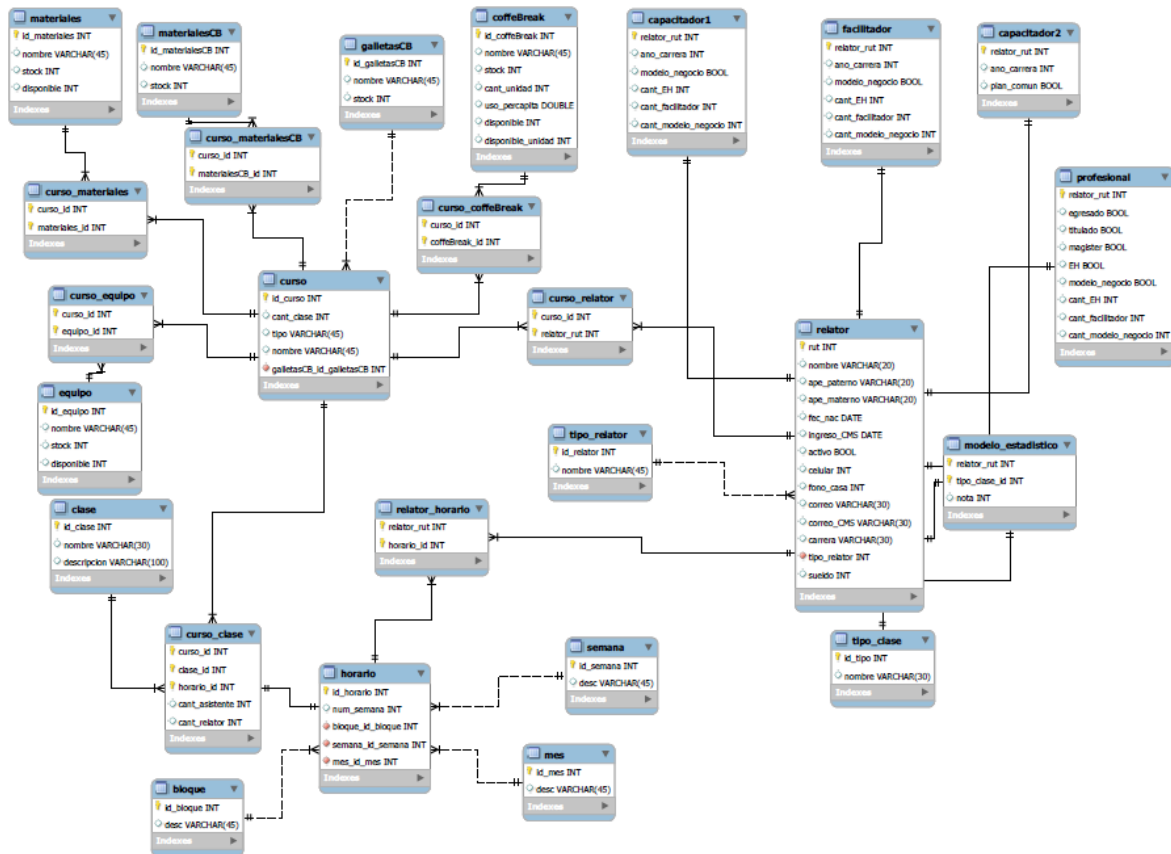 materiales
id_materiales INT
nombre VARCHAR(45)
stock INT
disponible INT
Indexes
materialesCB
id_materialesCB INT
nombre VARCHAR(45)
stock INT
Indexes
galletasCB
id_galletasCB INT
nombre VARCHAR(45)
stock INT
Indexes
coffeBreak
id_coffeBreak INT
nombre VARCHAR(45)
stock INT
cant_unidad INT
uso_percapita DOUBLE
disponible INT
disponible_unidad INT
Indexes
capacitador1
relator_rut INT
ano_carrera INT
modelo_negocio BOOL
cant_EH INT
cant_facilitador INT
cant_modelo_negocio INT
Indexes
facilitador
relator_rut INT
ano_carrera INT
modelo_negocio BOOL
cant_EH INT
cant_facilitador INT
cant_modelo_negocio INT
Indexes
capacitador2
relator_rut INT
ano_carrera INT
plan_comun BOOL
Indexes
curso_materialesCB
curso_id INT
materialesCB_id INT
Indexes
curso_materiales
curso_id INT
materiales_id INT
Indexes
curso_coffeBreak
curso_id INT
coffeBreak_id INT
Indexes
profesional
relator_rut INT
egresado BOOL
titulado BOOL
magister BOOL
EH BOOL
modelo_negocio BOOL
cant_EH INT
cant_facilitador INT
cant_modelo_negocio INT
Indexes
curso
id_curso INT
cant_clase INT
tipo VARCHAR(45)
nombre VARCHAR(45)
galletasCB_id_galletasCB INT
Indexes
curso_equipo
curso_id INT
equipo_id INT
Indexes
curso_relator
curso_id INT
relator_rut INT
Indexes
relator
rut INT
nombre VARCHAR(20)
ape_paterno VARCHAR(20)
ape_materno VARCHAR(20)
fec_nac DATE
ingreso_CMS DATE
activo BOOL
celular INT
fono_casa INT
correo VARCHAR(30)
correo_CMS VARCHAR(30)
carrera VARCHAR(30)
tipo_relator INT
sueldo INT
Indexes
equipo
id_equipo INT
nombre VARCHAR(45)
stock INT
disponible INT
Indexes
tipo_relator
id_relator INT
nombre VARCHAR(45)
Indexes
modelo_estadistico
relator_rut INT
tipo_clase_id INT
nota INT
Indexes
clase
id_clase INT
nombre VARCHAR(30)
descripcion VARCHAR(100)
Indexes
relator_horario
relator_rut INT
horario_id INT
Indexes
curso_clase
curso_id INT
clase_id INT
horario_id INT
cant_asistente INT
cant_relator INT
Indexes
tipo_clase
id_tipo INT
nombre VARCHAR(30)
Indexes
semana
id_semana INT
desc VARCHAR(45)
Indexes
horario
id_horario INT
num_semana INT
bloque_id_bloque INT
semana_id_semana INT
mes_id_mes INT
Indexes
mes
id_mes INT
desc VARCHAR(45)
Indexes
bloque
id_bloque INT
desc VARCHAR(45)
Indexes